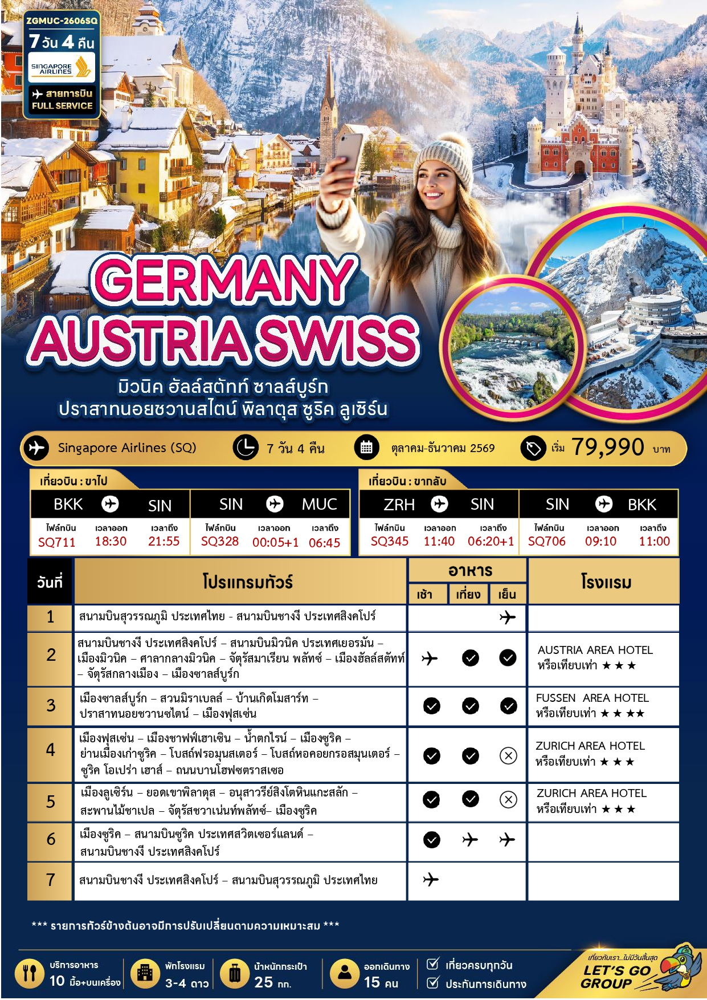 ZGMUC-2606SQ
7 วัน 4 คืน
SINGAPORE AIRLINES
สายการบิน
FULL SERVICE
GERMANY
AUSTRIA SWISS
มิวนิค ฮัลล์สตัทท์ ซาลส์บูร์ก
ปราสาทนอยชวานสไตน์ พิลาตุส ซูริค ลูเซิร์น
Singapore Airlines (SQ) 7 วัน 4 คืน ตุลาคม-ธันวาคม 2569 เริ่ม 79,990 บาท
เที่ยวบิน : ขาไป เที่ยวบิน : ขากลับ
BKK SIN SIN MUC ZRH SIN SIN BKK
ไฟล์ทบิน เวลาออก เวลาถึง ไฟล์ทบิน เวลาออก เวลาถึง ไฟล์ทบิน เวลาออก เวลาถึง ไฟล์ทบิน เวลาออก เวลาถึง
SQ711 18:30 21:55 SQ328 00:05+1 06:45 SQ345 11:40 06:20+1 SQ706 09:10 11:00
วันที่ โปรแกรมทัวร์ อาหาร โรงแรม
เช้า เที่ยง เย็น
1 สนามบินสุวรรณภูมิ ประเทศไทย - สนามบินชางงี ประเทศสิงคโปร์
2 สนามบินชางงี ประเทศสิงคโปร์ – สนามบินมิวนิค ประเทศเยอรมัน –
เมืองมิวนิค – ศาลากลางมิวนิค – จัตุรัสมาเรียน พลัทซ์ – เมืองฮัลล์สตัทท์
– จัตุรัสกลางเมือง – เมืองซาลส์บูร์ก
AUSTRIA AREA HOTEL
หรือเทียบเท่า ★ ★ ★
3 เมืองซาลส์บูร์ก – สวนมิราเบลล์ – บ้านเกิดโมสาร์ท –
ปราสาทนอยชวานซไตน์ – เมืองฟุสเซ่น
FUSSEN AREA HOTEL
หรือเทียบเท่า ★ ★ ★★
4 เมืองฟุสเซ่น – เมืองชาฟฟ์เฮาเซิน – น้ำตกไรน์ – เมืองซูริค –
ย่านเมืองเก่าซูริค – โบสถ์ฟรอมุนสเตอร์ – โบสถ์หอคอยกรอสมุนเตอร์ –
ซูริค โอเปร่า เฮาส์ – ถนนบานโฮฟซตราสเซอ
ZURICH AREA HOTEL
หรือเทียบเท่า ★ ★ ★
5 เมืองลูเซิร์น – ยอดเขาพิลาตุส – อนุสาวรีย์สิงโตหินแกะสลัก –
สะพานไม้ชาเปล – จัตุรัสชวาเน่นท์พลัทซ์– เมืองซูริค
ZURICH AREA HOTEL
หรือเทียบเท่า ★ ★ ★
6 เมืองซูริค – สนามบินซูริค ประเทศสวิตเซอร์แลนด์ –
สนามบินชางงี ประเทศสิงคโปร์
7 สนามบินชางงี ประเทศสิงคโปร์ – สนามบินสุวรรณภูมิ ประเทศไทย
*** รายการทัวร์ข้างต้นอาจมีการปรับเปลี่ยนตามความเหมาะสม ***
บริการอาหาร
10 มื้อ+บนเครื่อง
พักโรงแรม
3-4 ดาว
น้ำหนักกระเป๋า
25 กก.
ออกเดินทาง
15 คน
เที่ยวครบทุกวัน
ประกันการเดินทาง
เที่ยวกับเรา...ไม่มีวันสิ้นสุด
LET'S GO
GROUP